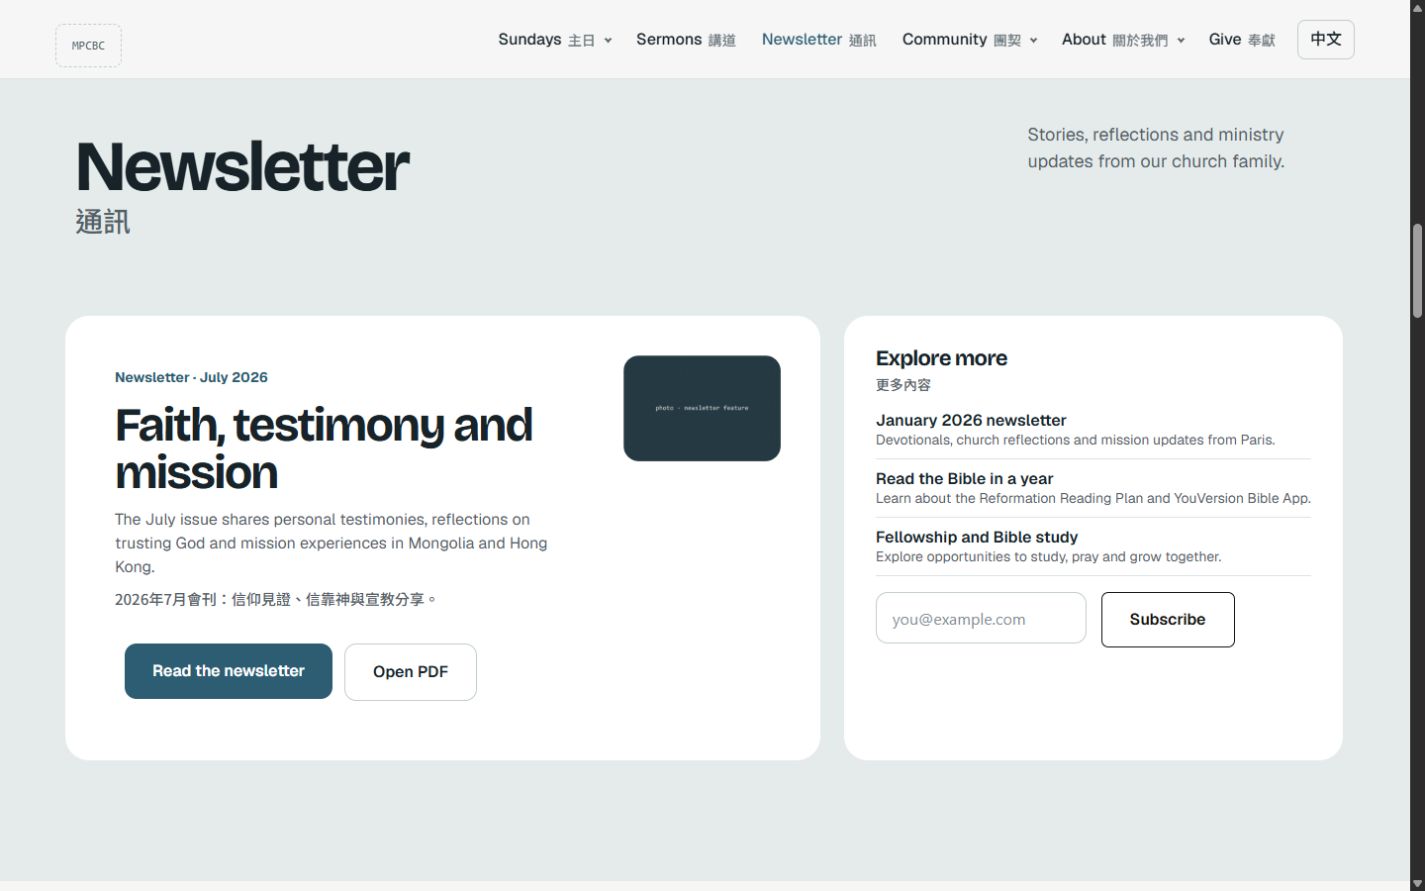 MPCBC
Sundays 主日
Sermons 講道
Newsletter 通訊
Community 團契
About 關於我們
Give 奉獻
中文
Newsletter
通訊
Stories, reflections and ministry
updates from our church family.
Newsletter · July 2026
Faith, testimony and
mission
The July issue shares personal testimonies, reflections on
trusting God and mission experiences in Mongolia and Hong
Kong.
2026年7月會刊：信仰見證、信靠神與宣教分享。
Read the newsletter
Open PDF
photo - newsletter feature
Explore more
更多內容
January 2026 newsletter
Devotionals, church reflections and mission updates from Paris.
Read the Bible in a year
Learn about the Reformation Reading Plan and YouVersion Bible App.
Fellowship and Bible study
Explore opportunities to study, pray and grow together.
you@example.com
Subscribe